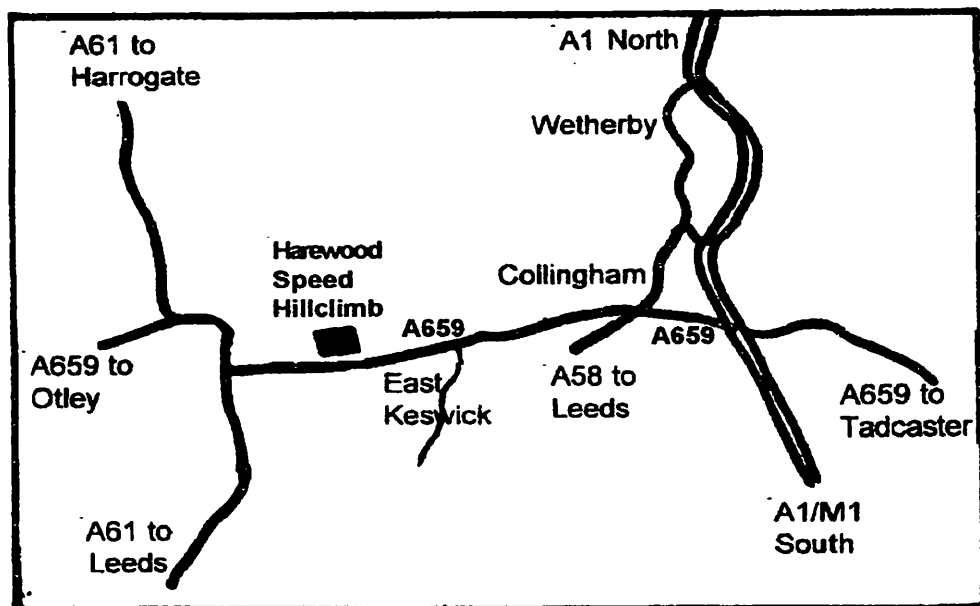 A61 to
Harrogate
A1 North
Wetherby
Harewood
Speed
Hillclimb
Collingham
A659
A659
A659 to
Otley
East
Keswick
A58 to
Leeds
A659 to
Tadcaster
A61 to
Leeds
A1/M1
South